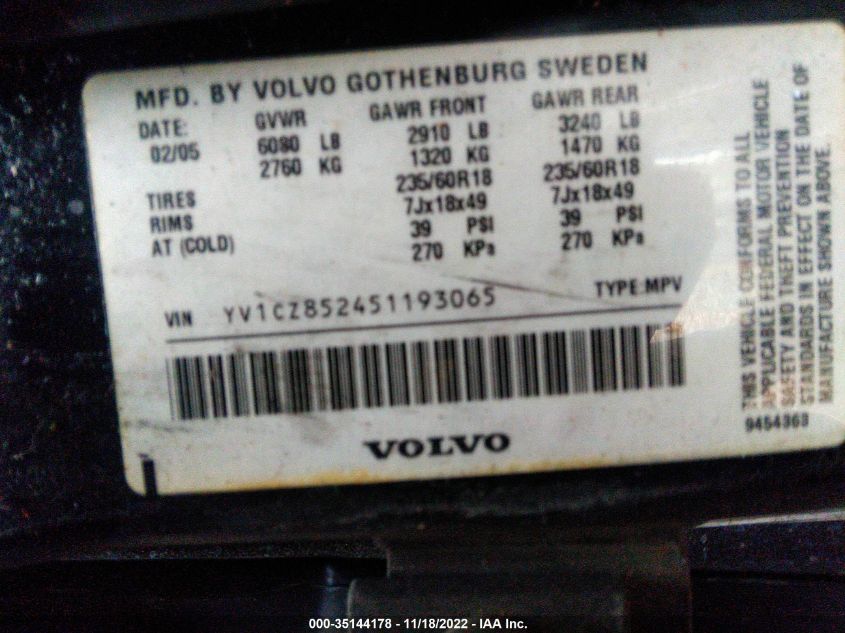 MFD. BY VOLVO GOTHENBURG SWEDEN
DATE: GVWR GAWR FRONT GAWR REAR
02/05 6080 LB 2910 LB 3240 LB
2760 KG 1320 KG 1470 KG
TIRES 235/60R18 235/60R18
RIMS 7Jx18x49 7Jx18x49
AT (COLD) 39 PSI 39 PSI
270 KPa 270 KPa
VIN YV1CZ852451193065 TYPE:MPV
VOLVO
THIS VEHICLE CONFORMS TO ALL
APPLICABLE FEDERAL MOTOR VEHICLE
SAFETY AND THEFT PREVENTION
STANDARDS IN EFFECT ON THE DATE OF
MANUFACTURE SHOWN ABOVE.
9454363
000-35144178 - 11/18/2022 - IAA Inc.